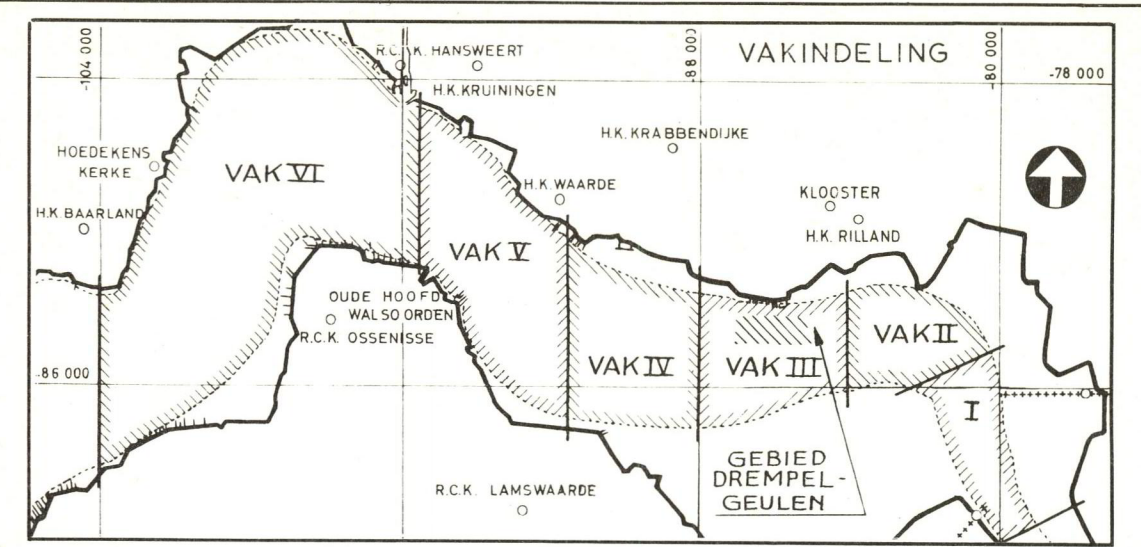 -104 000
R.C.K. HANSWEERT
-88 000
VAKINDELING
-80 000
-78 000
H.K. KRUININGEN
H.K. KRABBENDIJKE
HOEDEKENS
KERKE
VAK VI
H.K. WAARDE
KLOOSTER
H.K. BAARLAND
H.K. RILLAND
VAK V
OUDE HOOFD
WALSOORDEN
R.C.K OSSENISSE
VAK II
VAK IV
VAK III
-86 000
I
GEBIED
DREMPEL-
GEULEN
R.C.K. LAMSWAARDE